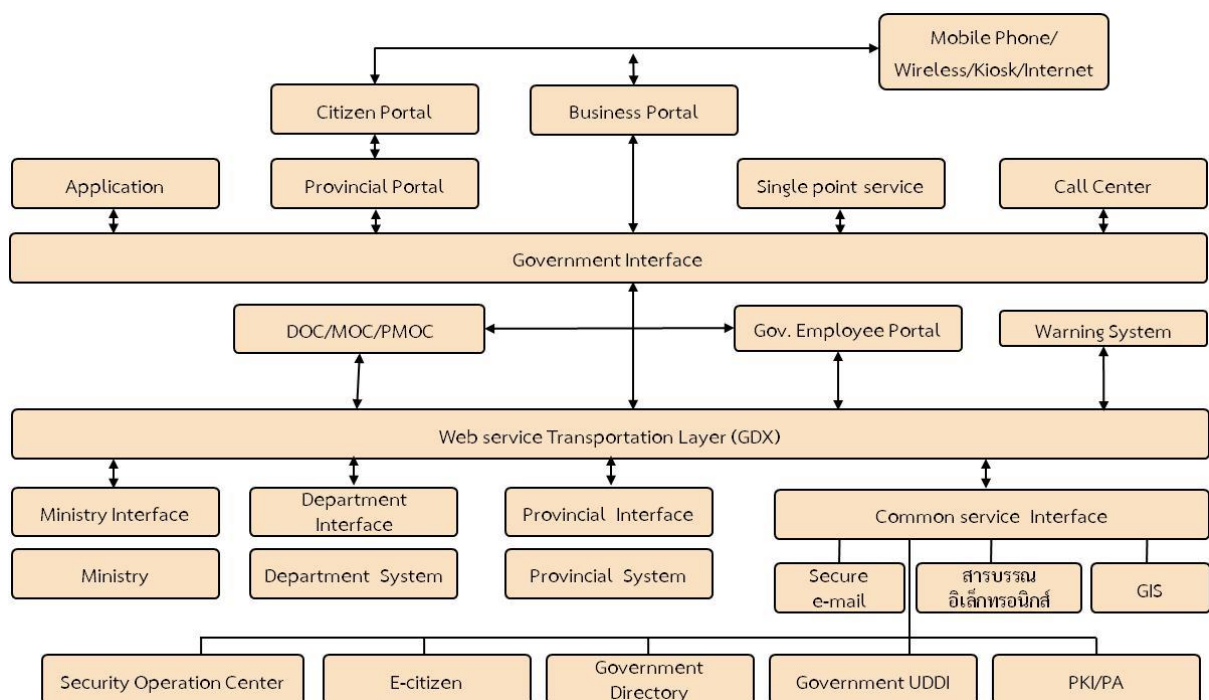 Mobile Phone/
Wireless/Kiosk/Internet
Citizen Portal
Business Portal
Application
Provincial Portal
Single point service
Call Center
Government Interface
DOC/MOC/PMOC
Gov. Employee Portal
Warning System
Web service Transportation Layer (GDX)
Ministry Interface
Department
Interface
Provincial Interface
Common service Interface
Ministry
Department System
Provincial System
Secure
e-mail
สารบรรณ
อิเล็กทรอนิกส์
GIS
Security Operation Center
E-citizen
Government
Directory
Government UDDI
PKI/PA